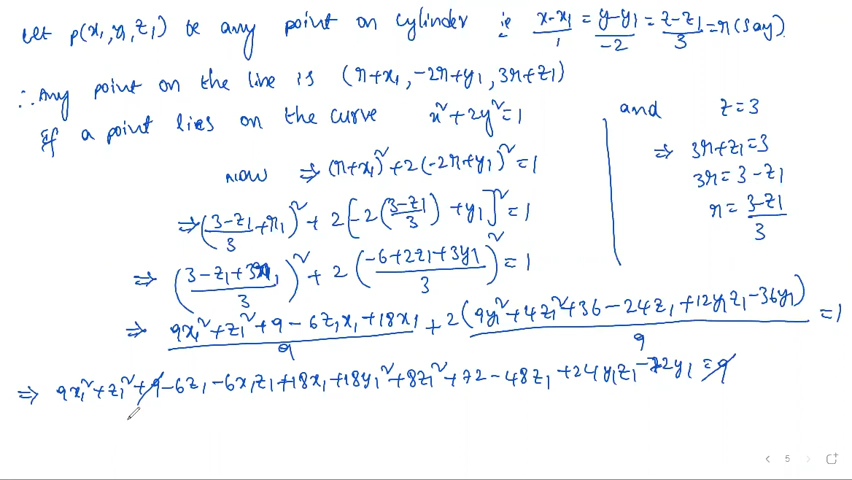 Let P(x₁, y₁, z₁) be any point on cylinder ie (x-x₁)/1 = (y-y₁)/-2 = (z-z₁)/3 = r (say)
∴ Any point on the line is (r+x₁, -2r+y₁, 3r+z₁)
If a point lies on the curve x²+2y²=1 and z=3
Now ⇒ (r+x₁)²+2(-2r+y₁)²=1
⇒ 3r+z₁=3
3r=3-z₁
r=(3-z₁)/3
⇒ ((3-z₁)/3+x₁)²+2[-2((3-z₁)/3)+y₁]²=1
⇒ ((3-z₁+3x₁)/3)²+2((-6+2z₁+3y₁)/3)²=1
⇒ (9x₁²+z₁²+9-6z₁x₁+18x₁)/9+2(9y₁²+4z₁²+36-24z₁+12y₁z₁-36y₁)/9=1
⇒ 9x₁²+z₁²+9-6z₁-6x₁z₁+18x₁+18y₁²+8z₁²+72-48z₁+24y₁z₁-72y₁=9
5